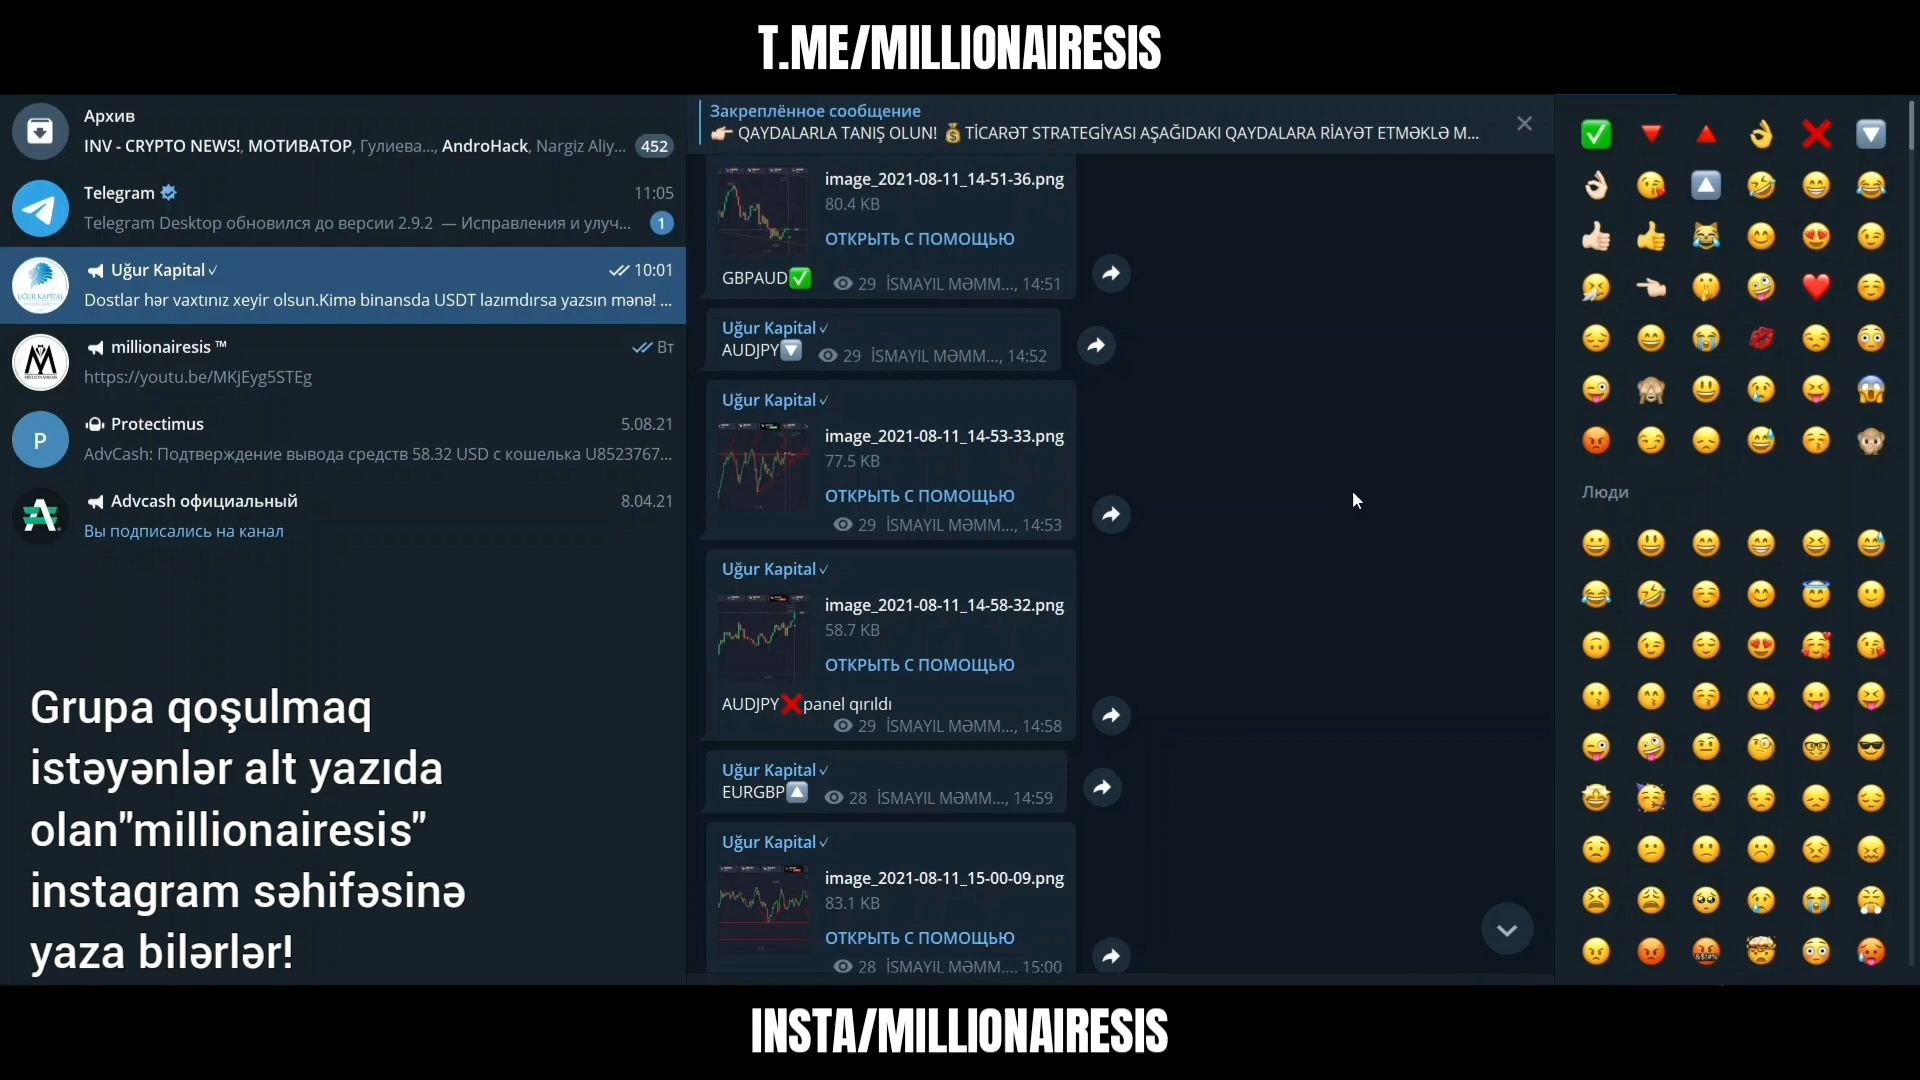 T.ME/MILLIONAIRESIS
Архив
INV - CRYPTO NEWS!, МОТИВАТОР, Гулиева..., AndroHack, Nargiz Aliy... 452
Telegram 11:05
Telegram Desktop обновился до версии 2.9.2 — Исправления и улуч... 1
UĞUR KAPİTAL
Uğur Kapital✓ 10:01
Dostlar hər vaxtınız xeyir olsun.Kimə binansda USDT lazımdırsa yazsın mənə! ...
millionairesis ™ Вт
https://youtu.be/MKjEyg5STEg
P
Protectimus 5.08.21
AdvCash: Подтверждение вывода средств 58.32 USD с кошелька U8523767...
Advcash официальный 8.04.21
Вы подписались на канал
Grupa qoşulmaq
istəyənlər alt yazıda
olan"millionairesis"
instagram səhifəsinə
yaza bilərlər!
Закреплённое сообщение
👉🏻 QAYDALARLA TANIŞ OLUN! 💰TİCARƏT STRATEGİYASI AŞAĞIDAKI QAYDALARA RİAYƏT ETMƏKLƏ M...
image_2021-08-11_14-51-36.png
80.4 KB
ОТКРЫТЬ С ПОМОЩЬЮ
GBPAUD✅ 29 İSMAYIL MƏMM..., 14:51
Uğur Kapital✓
AUDJPY🔽 29 İSMAYIL MƏMM..., 14:52
Uğur Kapital✓
image_2021-08-11_14-53-33.png
77.5 KB
ОТКРЫТЬ С ПОМОЩЬЮ
29 İSMAYIL MƏMM..., 14:53
Uğur Kapital✓
image_2021-08-11_14-58-32.png
58.7 KB
ОТКРЫТЬ С ПОМОЩЬЮ
AUDJPY❌panel qırıldı
29 İSMAYIL MƏMM..., 14:58
Uğur Kapital✓
EURGBP🔼 28 İSMAYIL MƏMM..., 14:59
Uğur Kapital✓
image_2021-08-11_15-00-09.png
83.1 KB
ОТКРЫТЬ С ПОМОЩЬЮ
28 İSMAYIL MƏMM..., 15:00
Люди
INSTA/MILLIONAIRESIS